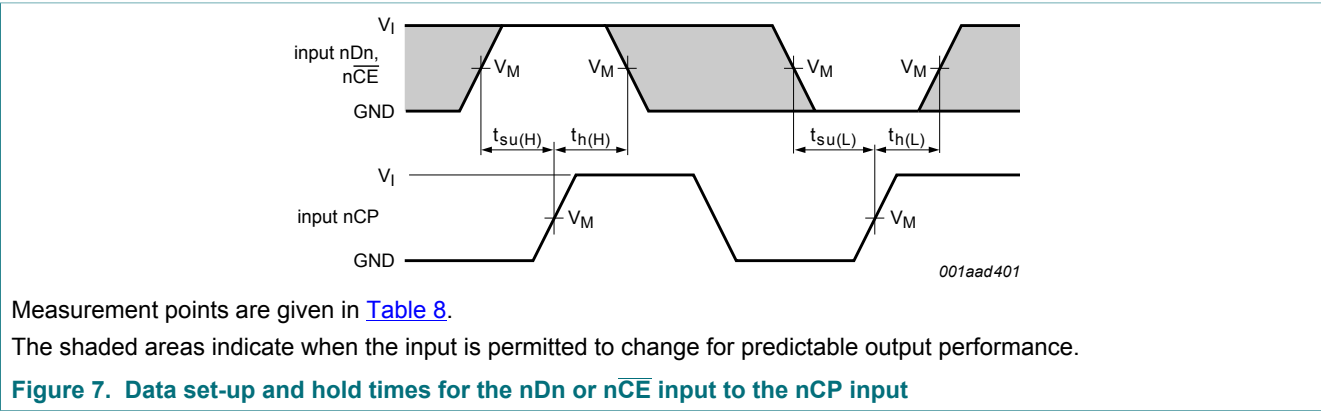 VI
input nDn,
nCE
VM VM VM VM
GND
tsu(H) th(H) tsu(L) th(L)
VI
input nCP
VM VM
GND
001aad401
Measurement points are given in Table 8.
The shaded areas indicate when the input is permitted to change for predictable output performance.
Figure 7. Data set-up and hold times for the nDn or nC̅E̅ input to the nCP input